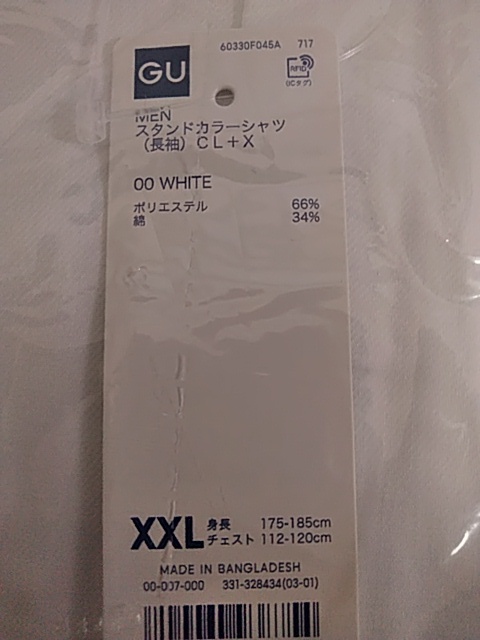 60330F045A 717
GU
RFID
(ICタグ)
MEN
スタンドカラーシャツ
(長袖) CL+X
00 WHITE
ポリエステル 66%
綿 34%
XXL 身長 175-185cm
チェスト 112-120cm
MADE IN BANGLADESH
00-007-000 331-328434(03-01)